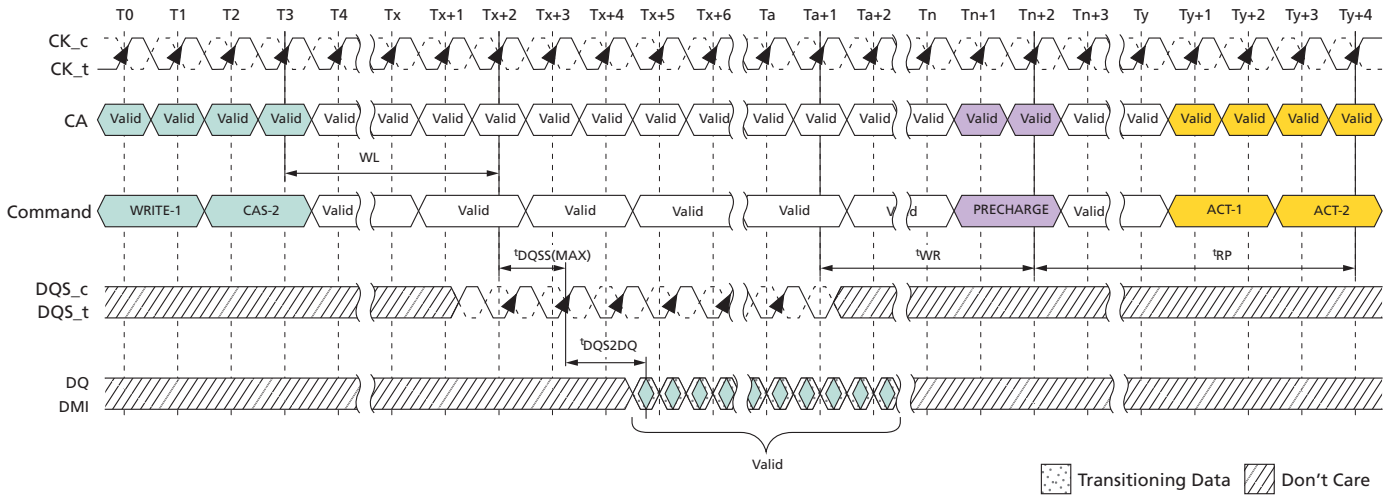 T0 T1 T2 T3 T4 Tx Tx+1 Tx+2 Tx+3 Tx+4 Tx+5 Tx+6 Ta Ta+1 Ta+2 Tn Tn+1 Tn+2 Tn+3 Ty Ty+1 Ty+2 Ty+3 Ty+4
CK_c
CK_t
CA Valid Valid Valid Valid Valid Valid Valid Valid Valid Valid Valid Valid Valid Valid Valid Valid Valid Valid Valid Valid Valid Valid Valid Valid
WL
Command WRITE-1 CAS-2 Valid Valid Valid Valid Valid PRECHARGE Valid ACT-1 ACT-2
tDQSS(MAX) tWR tRP
DQS_c
DQS_t
tDQS2DQ
DQ
DMI
Valid
Transitioning Data Don't Care